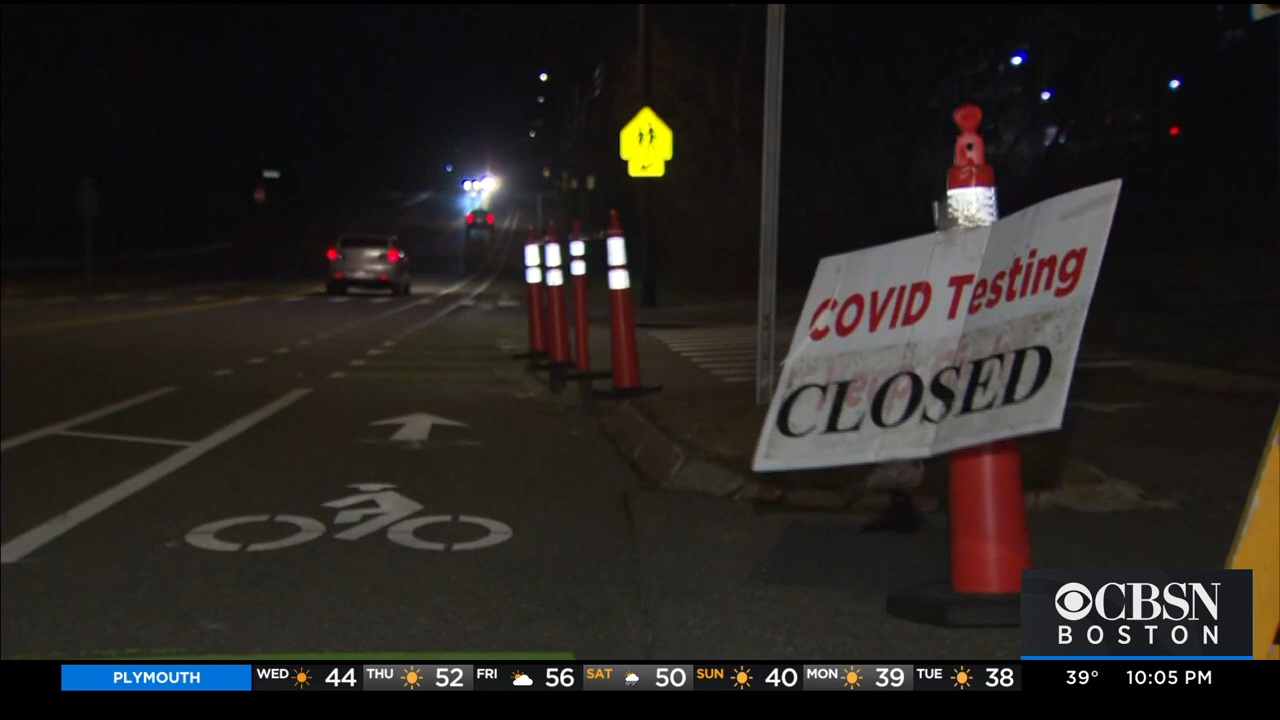 COVID Testing
CLOSED
CBSN
BOSTON
PLYMOUTH WED 44 THU 52 FRI 56 SAT 50 SUN 40 MON 39 TUE 38 39° 10:05 PM